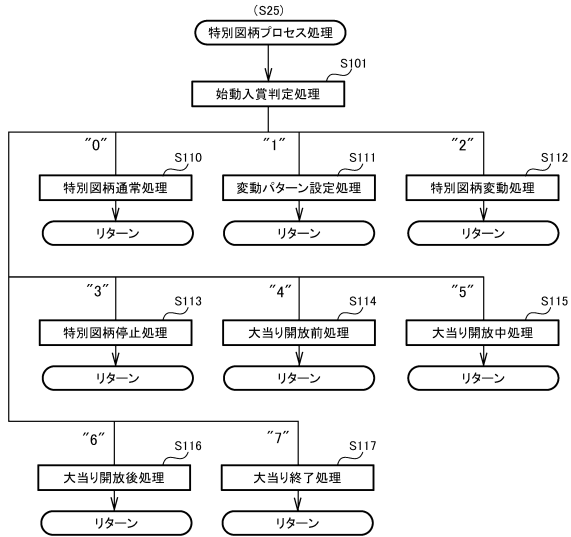 (S25)
特別図柄プロセス処理
S101
始動入賞判定処理
"0" "1" "2"
S110 S111 S112
特別図柄通常処理 変動パターン設定処理 特別図柄変動処理
リターン リターン リターン
"3" "4" "5"
S113 S114 S115
特別図柄停止処理 大当り開放前処理 大当り開放中処理
リターン リターン リターン
"6" "7"
S116 S117
大当り開放後処理 大当り終了処理
リターン リターン